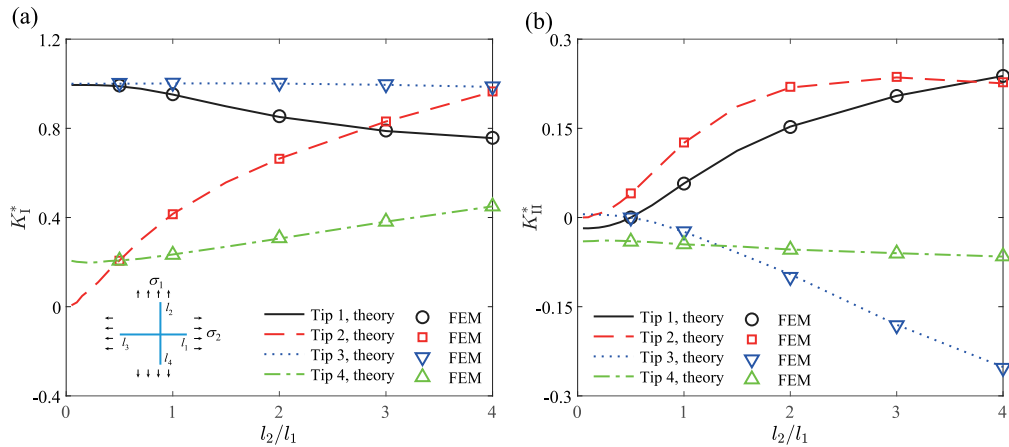 (a)
1.2
0.8
0.4
0
-0.4
K*I
σ1
l2
σ2
l3
l1
l4
Tip 1, theory FEM
Tip 2, theory FEM
Tip 3, theory FEM
Tip 4, theory FEM
0 1 2 3 4
l2/l1
(b)
0.3
0.15
0
-0.15
-0.3
K*II
Tip 1, theory FEM
Tip 2, theory FEM
Tip 3, theory FEM
Tip 4, theory FEM
0 1 2 3 4
l2/l1